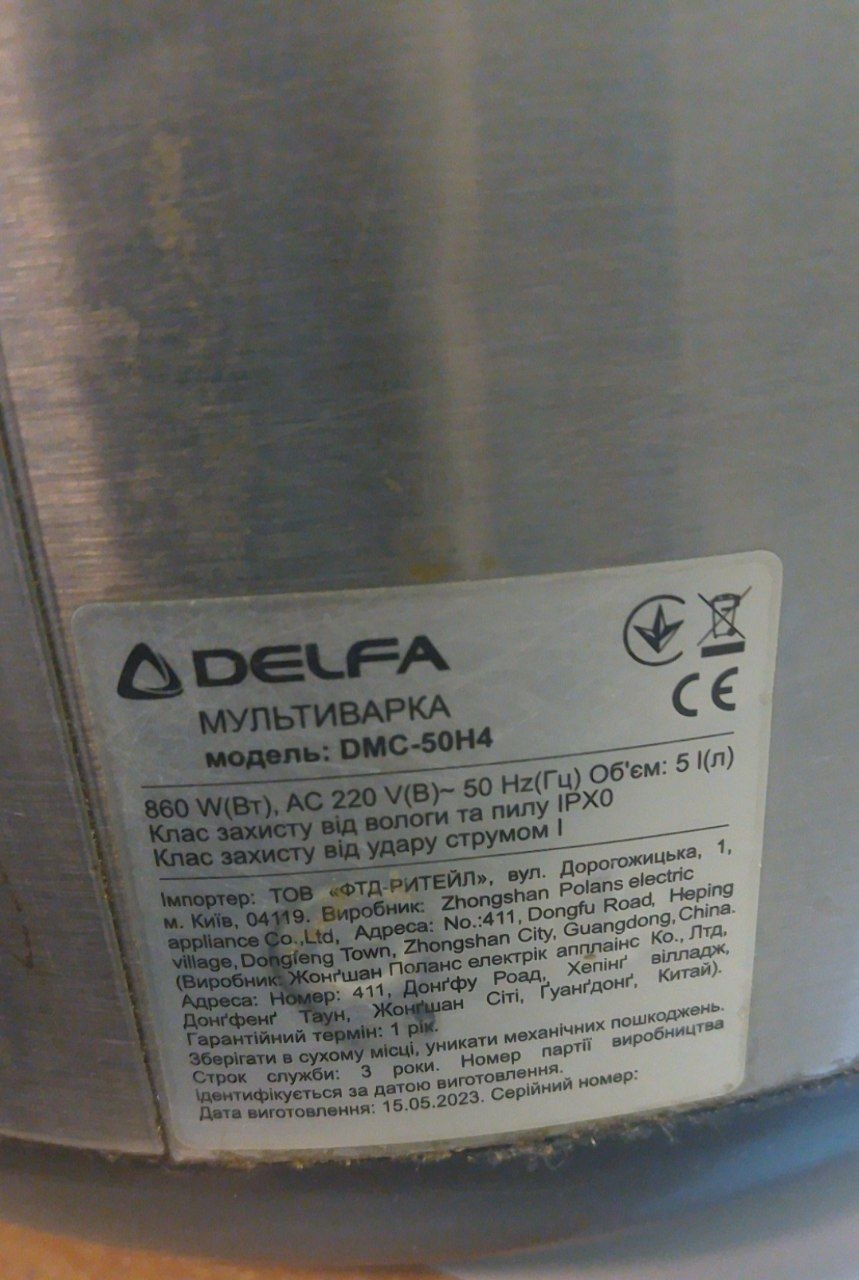 DELFA
МУЛЬТИВАРКА
модель: DMC-50H4
860 W(Вт), AC 220 V(В)~ 50 Hz(Гц) Об'єм: 5 l(л)
Клас захисту від вологи та пилу IPX0
Клас захисту від удару струмом I
Імпортер: ТОВ «ФТД-РИТЕЙЛ», вул. Дорогожицька, 1,
м. Київ, 04119. Виробник: Zhongshan Polans electric
appliance Co.,Ltd, Адреса: No.:411, Dongfu Road, Heping
village, Dongfeng Town, Zhongshan City, Guangdong, China.
(Виробник: Жонґшан Поланс електрік апплаінс Ко., Лтд,
Адреса: Номер: 411, Донґфу Роад, Хепінґ вілладж,
Донґфенґ Таун, Жонґшан Сіті, Гуанґдонґ, Китай).
Гарантійний термін: 1 рік.
Зберігати в сухому місці, уникати механічних пошкоджень.
Строк служби: 3 роки. Номер партії виробництва
ідентифікується за датою виготовлення.
Дата виготовлення: 15.05.2023. Серійний номер:
CE